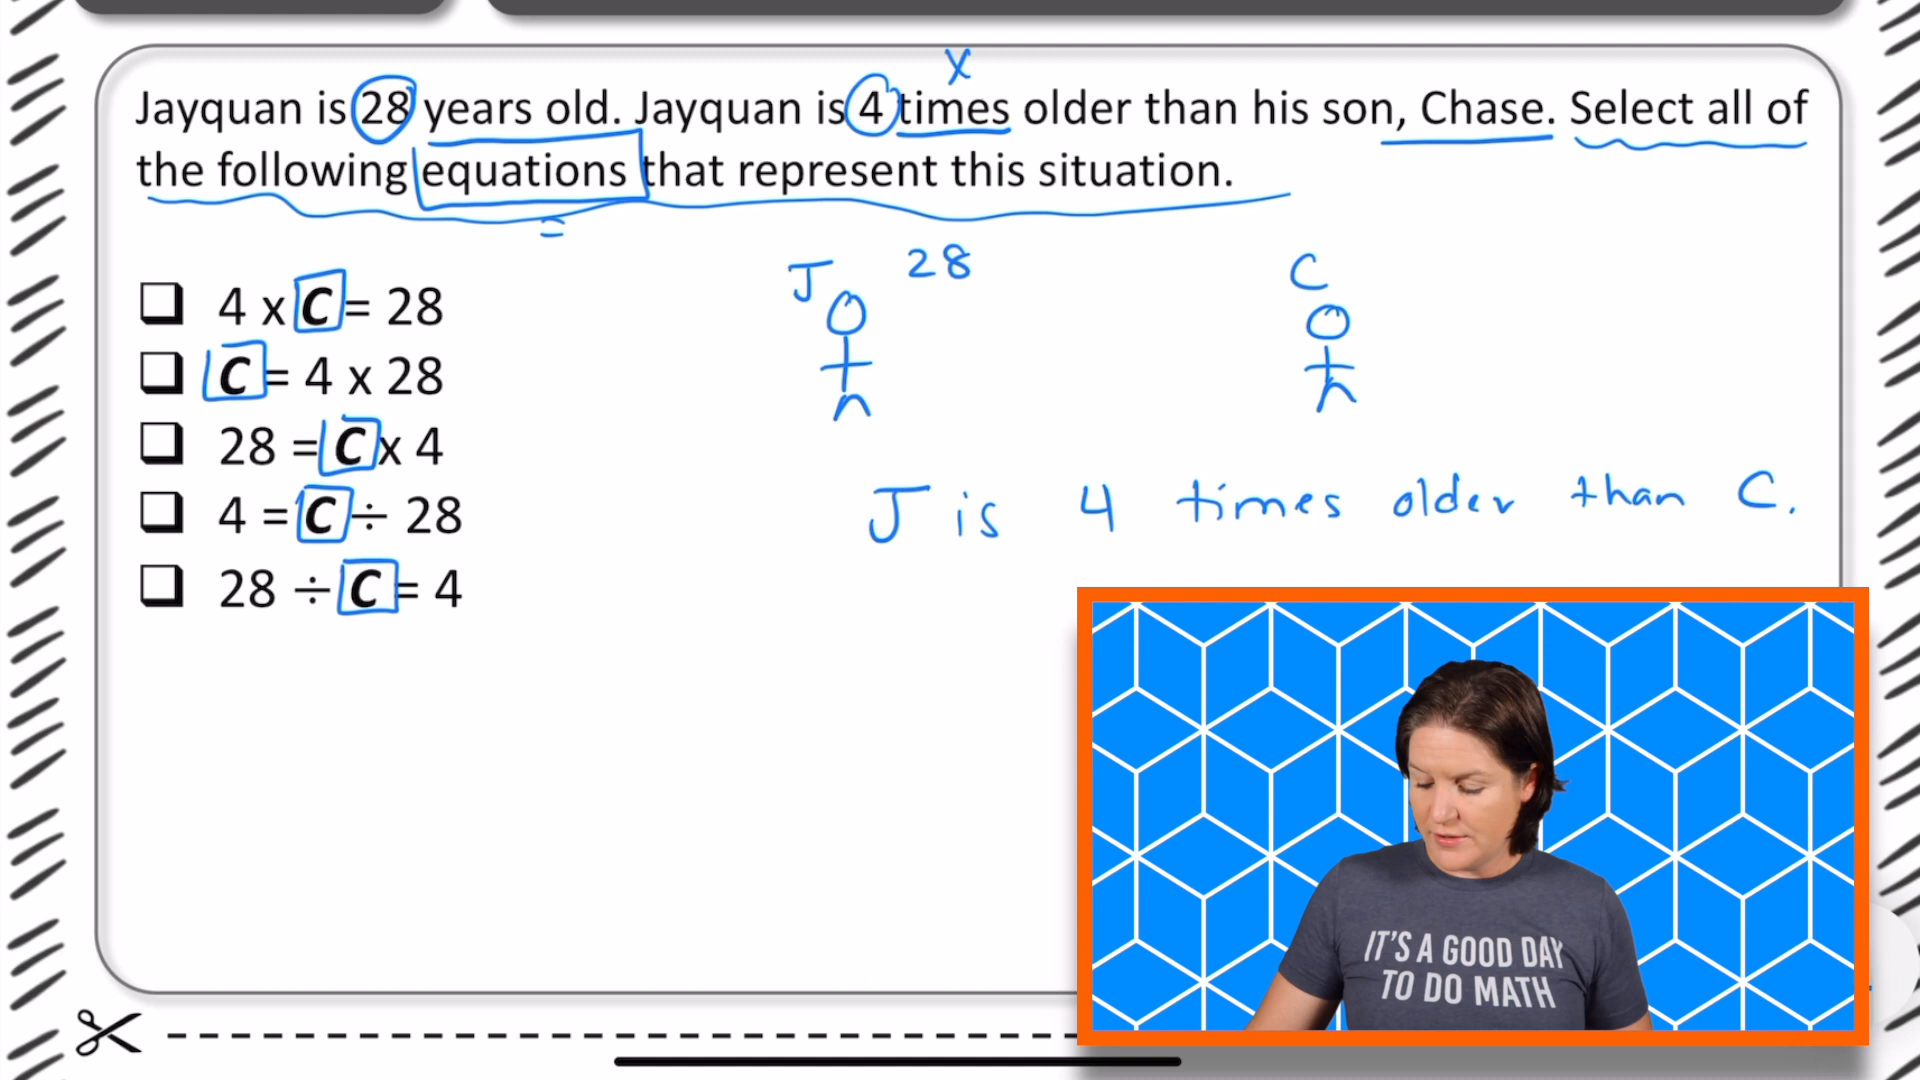 x
Jayquan is 28 years old. Jayquan is 4 times older than his son, Chase. Select all of
the following equations that represent this situation.
=
J 28 C
4 x C = 28
C = 4 x 28
28 = C x 4
4 = C ÷ 28
28 ÷ C = 4
J is 4 times older than C.
IT'S A GOOD DAY
TO DO MATH